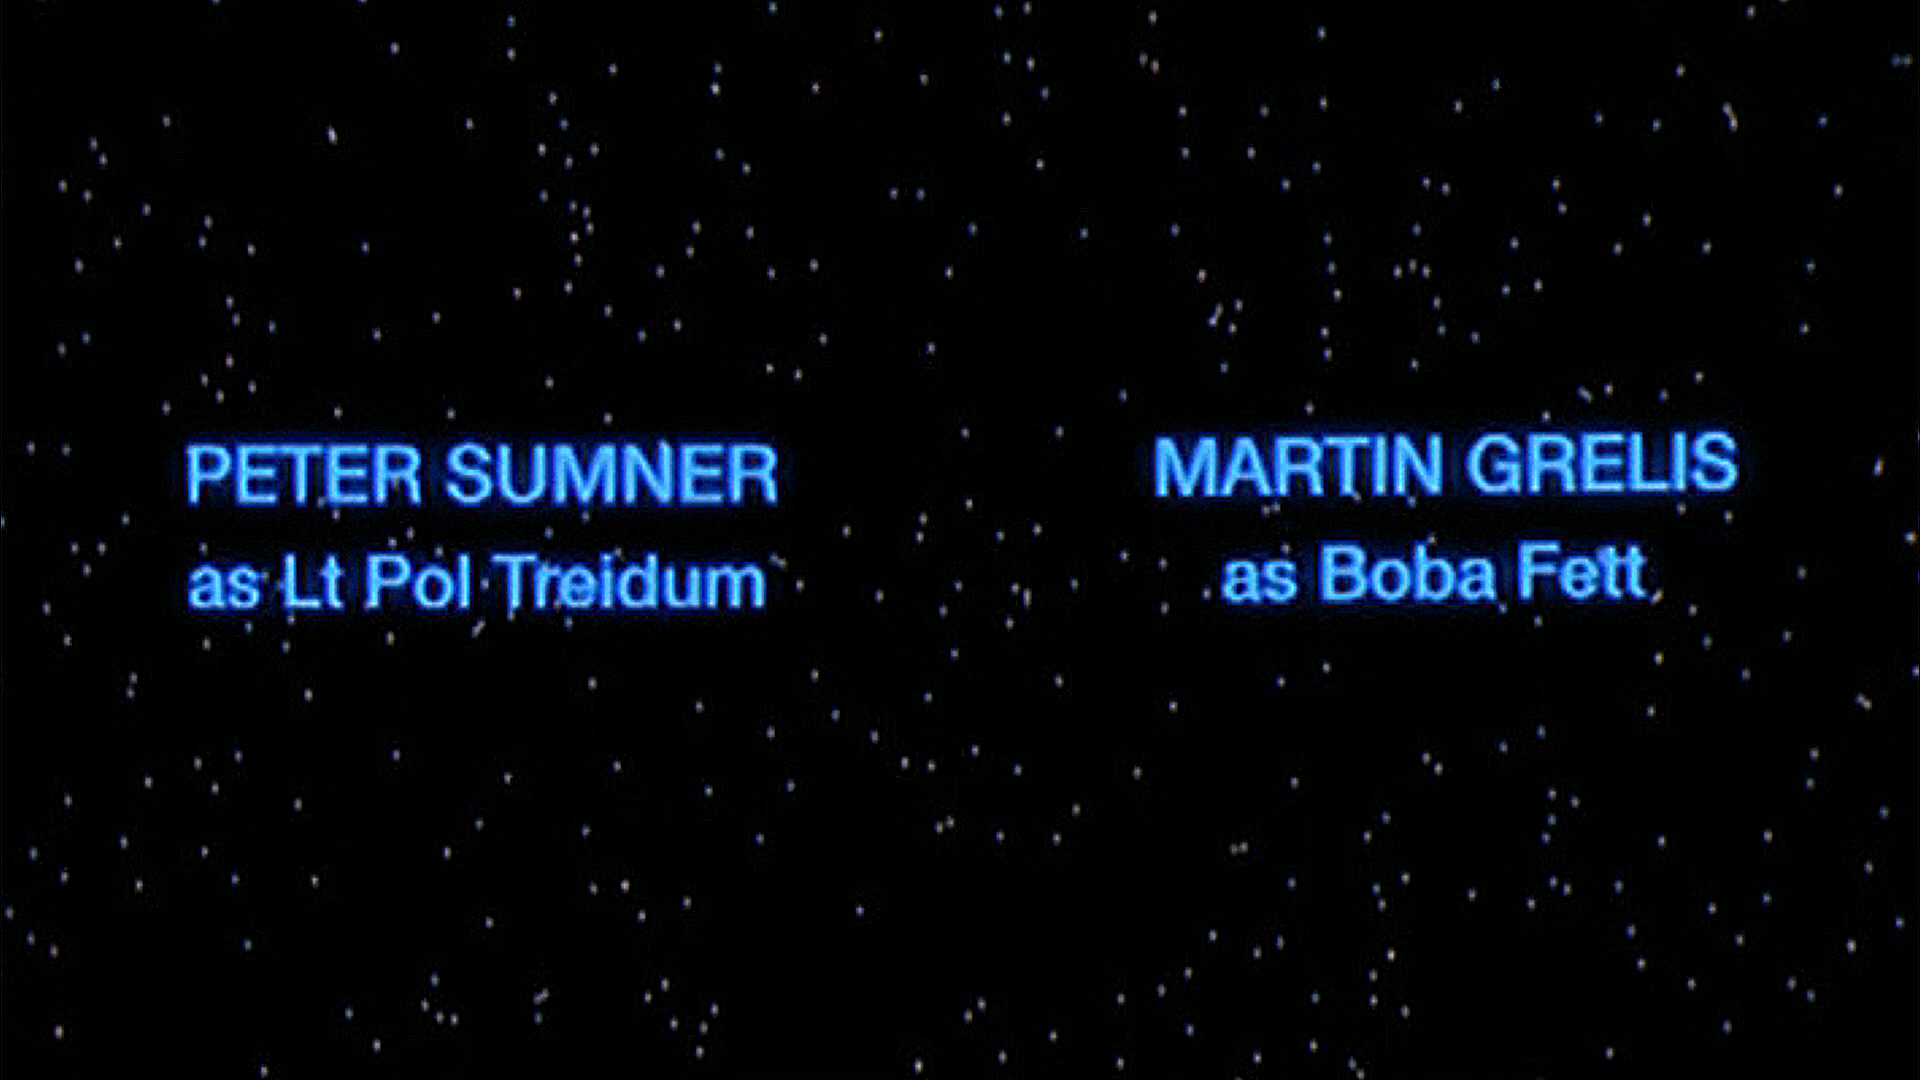 PETER SUMNER
as Lt Pol Treidum
MARTIN GRELIS
as Boba Fett